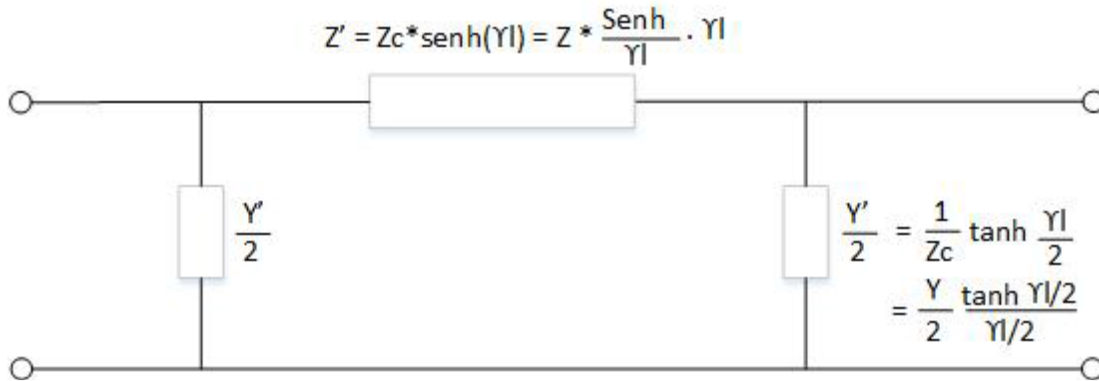 Z' = Zc*senh(ϒl) = Z * Senh/ϒl . ϒl
Y'/2
Y'/2 = 1/Zc tanh ϒl/2
= Y/2 tanh ϒl/2 / ϒl/2